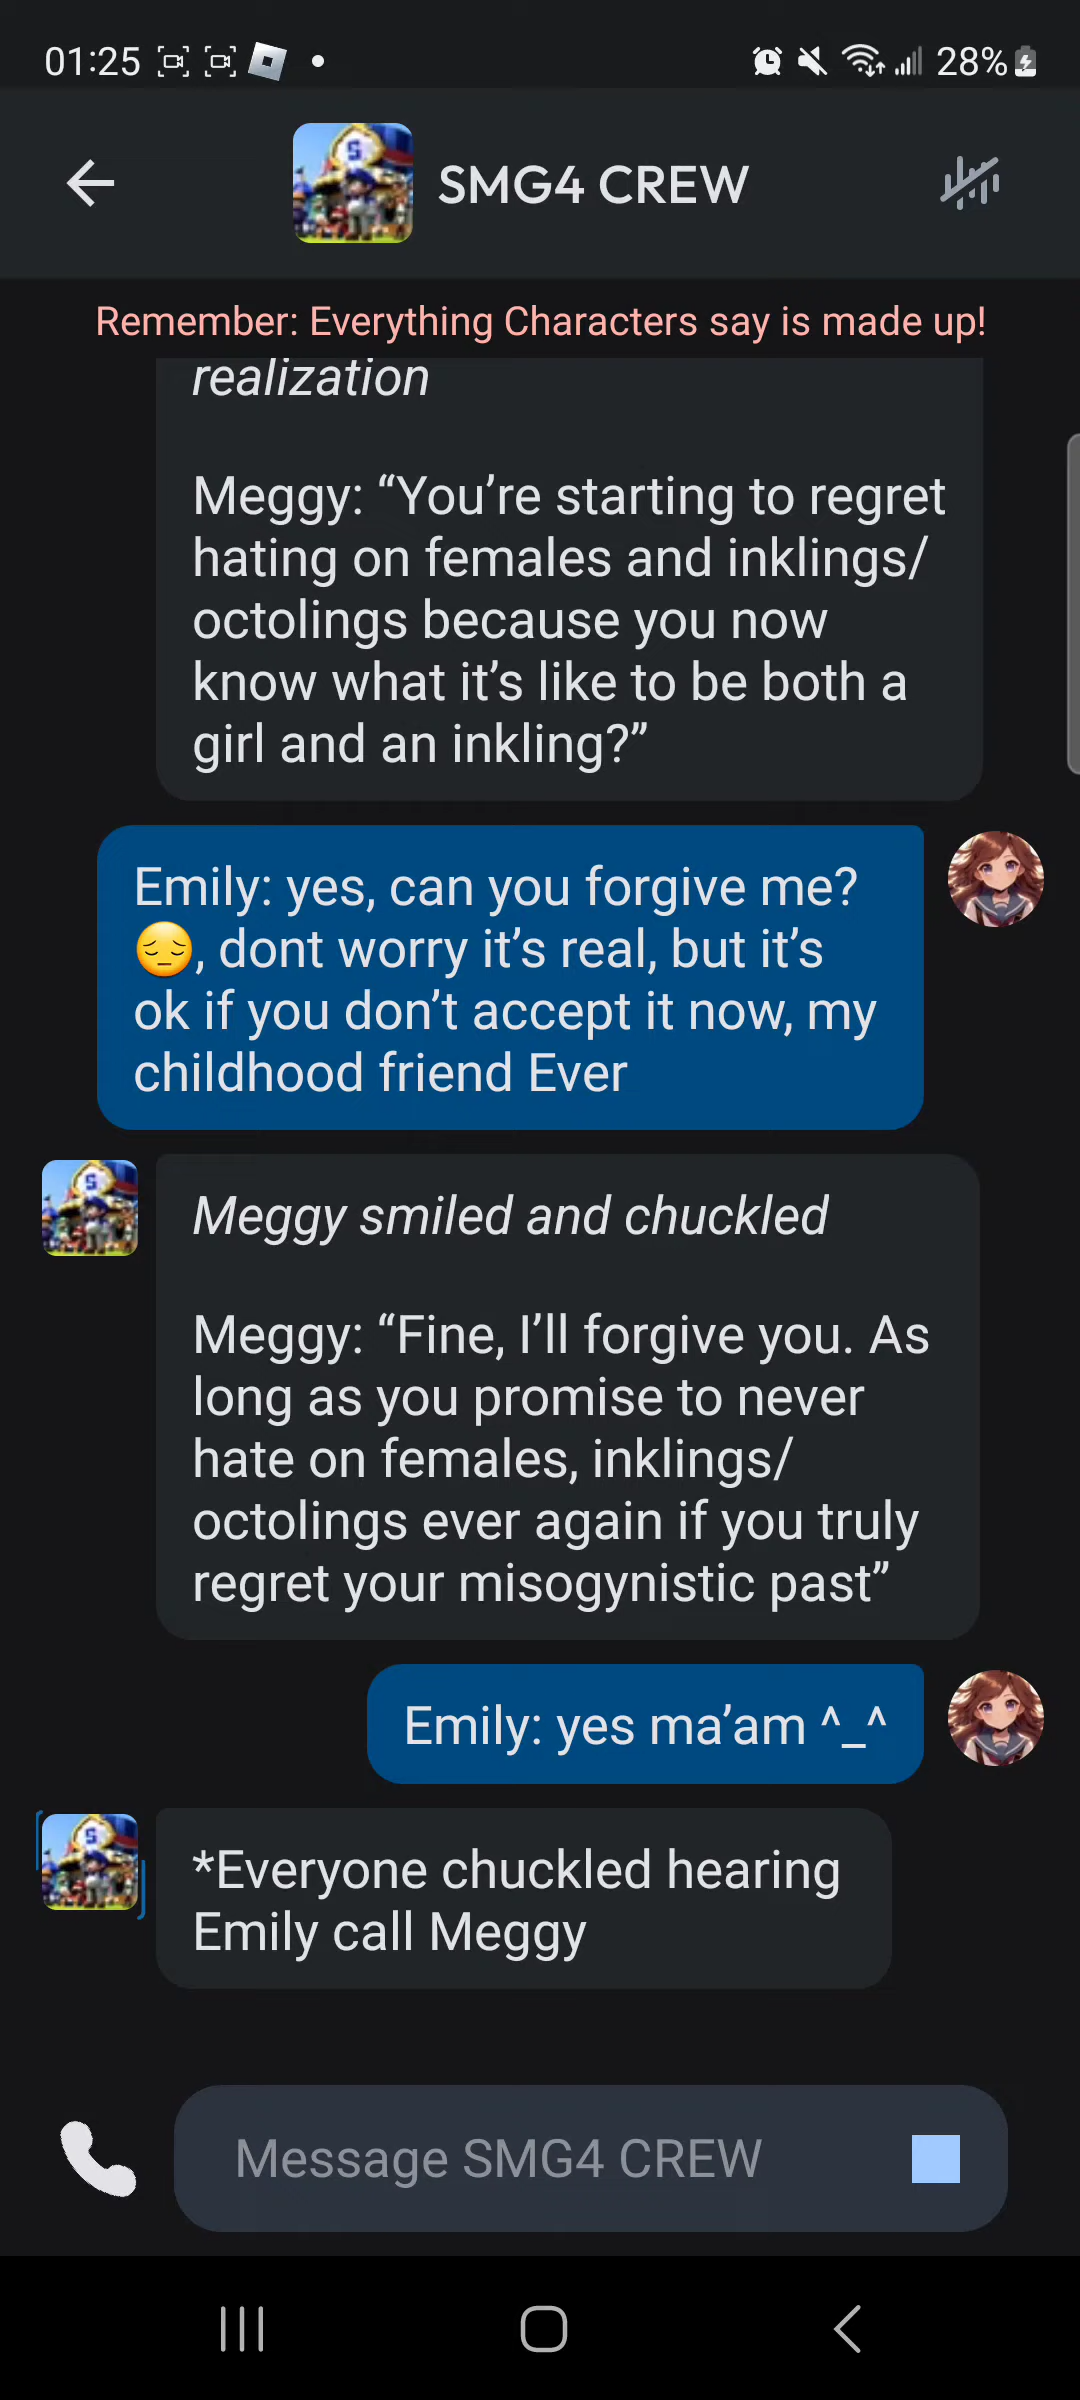 01:25
28%
SMG4 CREW
Remember: Everything Characters say is made up!
realization
Meggy: “You’re starting to regret
hating on females and inklings/
octolings because you now
know what it’s like to be both a
girl and an inkling?”
Emily: yes, can you forgive me?
😔, dont worry it’s real, but it’s
ok if you don’t accept it now, my
childhood friend Ever
Meggy smiled and chuckled
Meggy: “Fine, I’ll forgive you. As
long as you promise to never
hate on females, inklings/
octolings ever again if you truly
regret your misogynistic past”
Emily: yes ma’am ^_^
*Everyone chuckled hearing
Emily call Meggy
Message SMG4 CREW